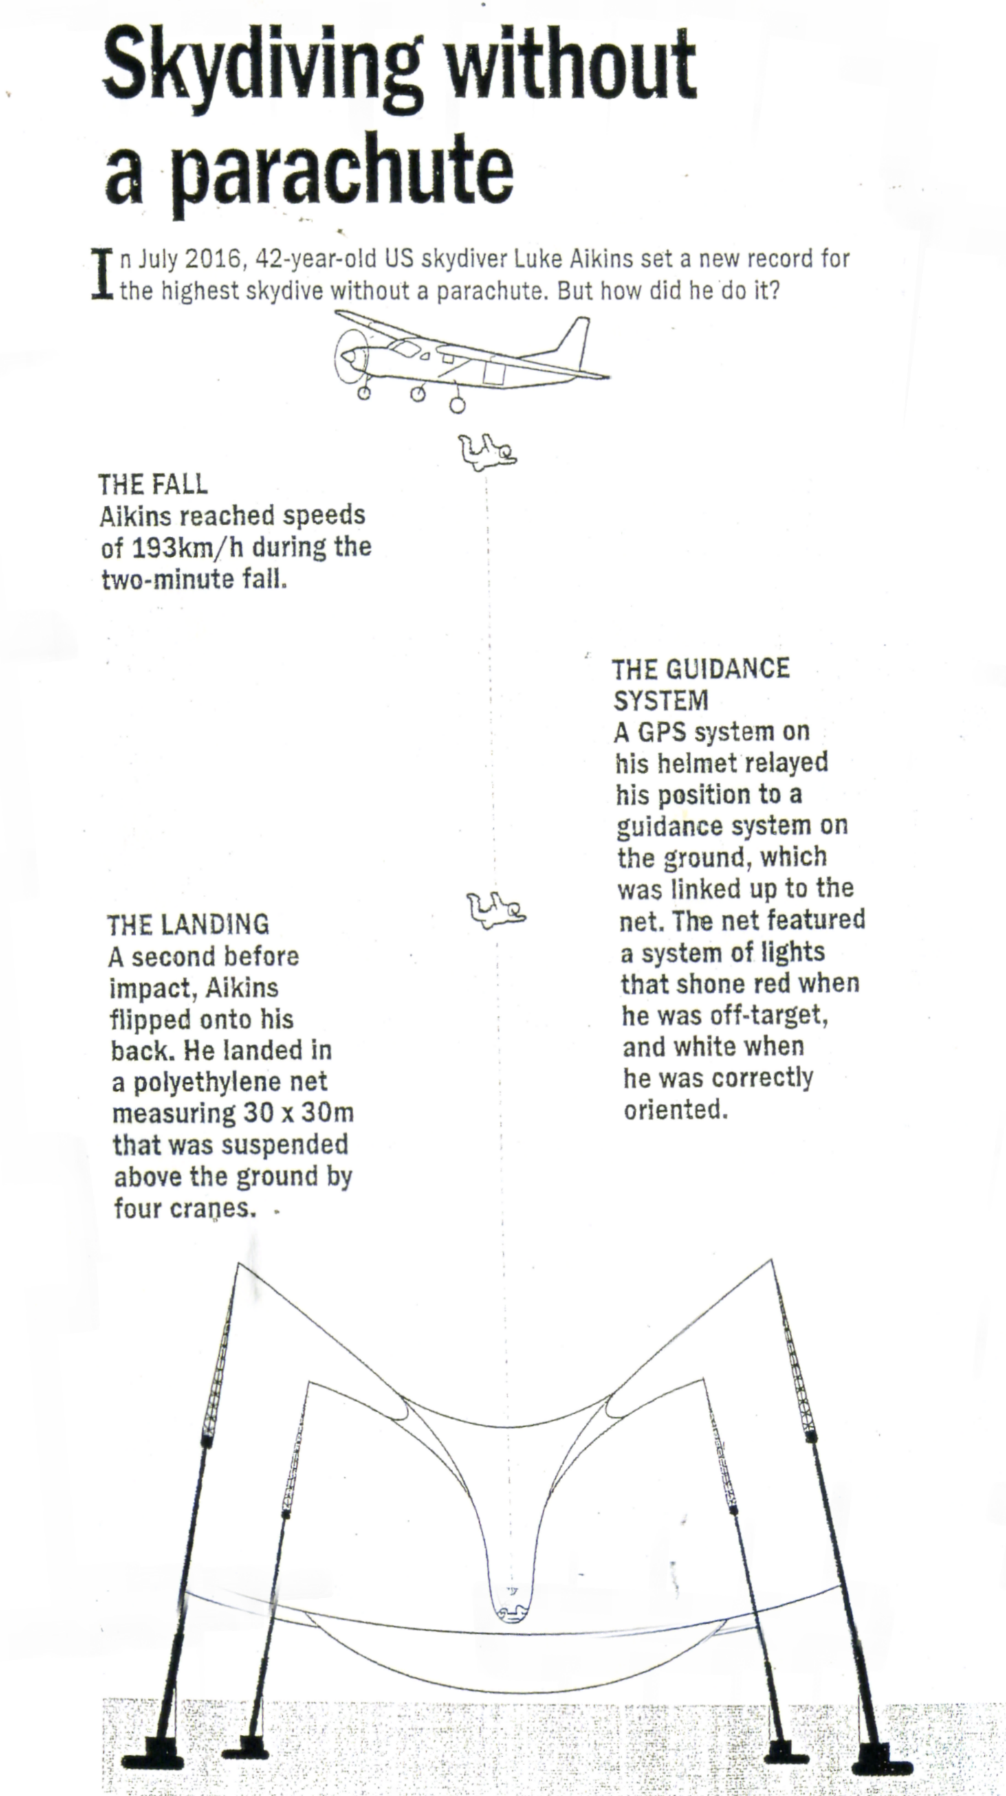 Skydiving without
a parachute
In July 2016, 42-year-old US skydiver Luke Aikins set a new record for
the highest skydive without a parachute. But how did he do it?
THE FALL
Aikins reached speeds
of 193km/h during the
two-minute fall.
THE GUIDANCE
SYSTEM
A GPS system on
his helmet relayed
his position to a
guidance system on
the ground, which
was linked up to the
net. The net featured
a system of lights
that shone red when
he was off-target,
and white when
he was correctly
oriented.
THE LANDING
A second before
impact, Aikins
flipped onto his
back. He landed in
a polyethylene net
measuring 30 x 30m
that was suspended
above the ground by
four cranes.